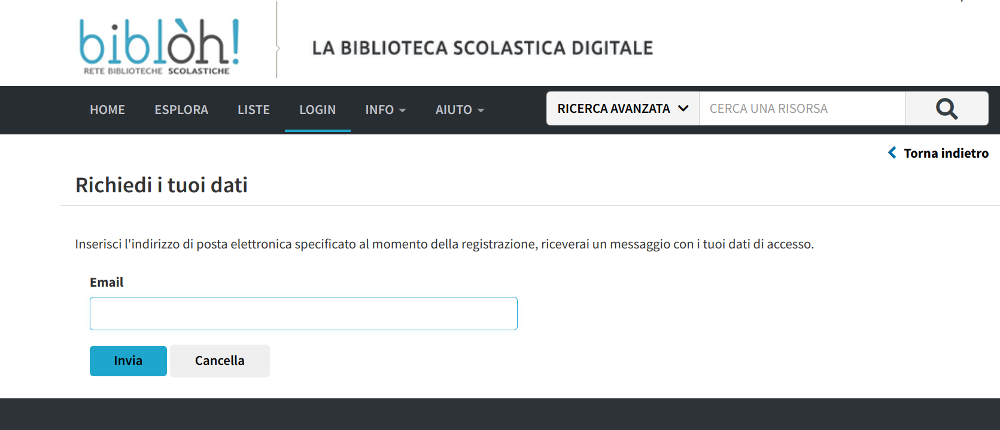 biblòh!
RETE BIBLIOTECHE SCOLASTICHE
LA BIBLIOTECA SCOLASTICA DIGITALE
HOME ESPLORA LISTE LOGIN INFO AIUTO RICERCA AVANZATA CERCA UNA RISORSA
Torna indietro
Richiedi i tuoi dati
Inserisci l'indirizzo di posta elettronica specificato al momento della registrazione, riceverai un messaggio con i tuoi dati di accesso.
Email
Invia Cancella